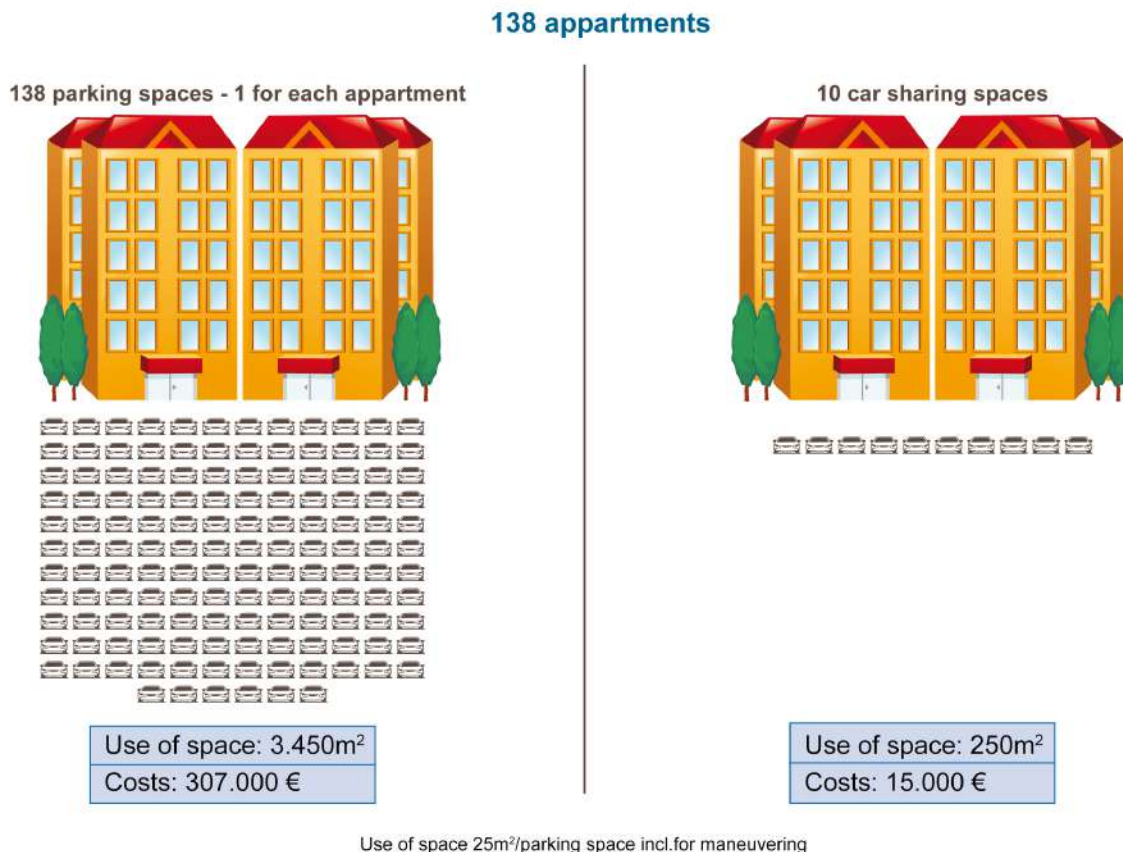 138 appartments
138 parking spaces - 1 for each appartment
10 car sharing spaces
Use of space: 3.450m²
Costs: 307.000 €
Use of space: 250m²
Costs: 15.000 €
Use of space 25m²/parking space incl.for maneuvering